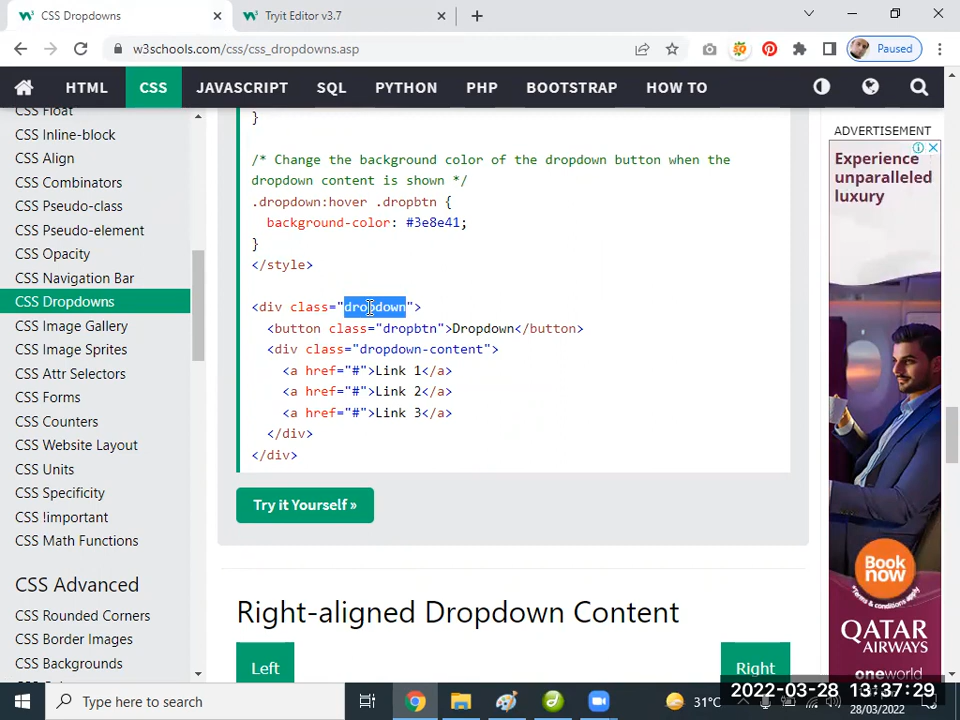 CSS Dropdowns
Tryit Editor v3.7
w3schools.com/css/css_dropdowns.asp
Paused
HTML
CSS
JAVASCRIPT
SQL
PYTHON
PHP
BOOTSTRAP
HOW TO
CSS Float
CSS Inline-block
CSS Align
CSS Combinators
CSS Pseudo-class
CSS Pseudo-element
CSS Opacity
CSS Navigation Bar
CSS Dropdowns
CSS Image Gallery
CSS Image Sprites
CSS Attr Selectors
CSS Forms
CSS Counters
CSS Website Layout
CSS Units
CSS Specificity
CSS !important
CSS Math Functions
CSS Advanced
CSS Rounded Corners
CSS Border Images
CSS Backgrounds
}
/* Change the background color of the dropdown button when the
dropdown content is shown */
.dropdown:hover .dropbtn {
background-color: #3e8e41;
}
</style>
<div class="dropdown">
<button class="dropbtn">Dropdown</button>
<div class="dropdown-content">
<a href="#">Link 1</a>
<a href="#">Link 2</a>
<a href="#">Link 3</a>
</div>
</div>
Try it Yourself »
Right-aligned Dropdown Content
Left
Right
ADVERTISEMENT
Experience
unparalleled
luxury
Book
now
*Terms & conditions apply
QATAR
AIRWAYS
oneworld
Type here to search
31°C
2022-03-28 13:37:29
28/03/2022